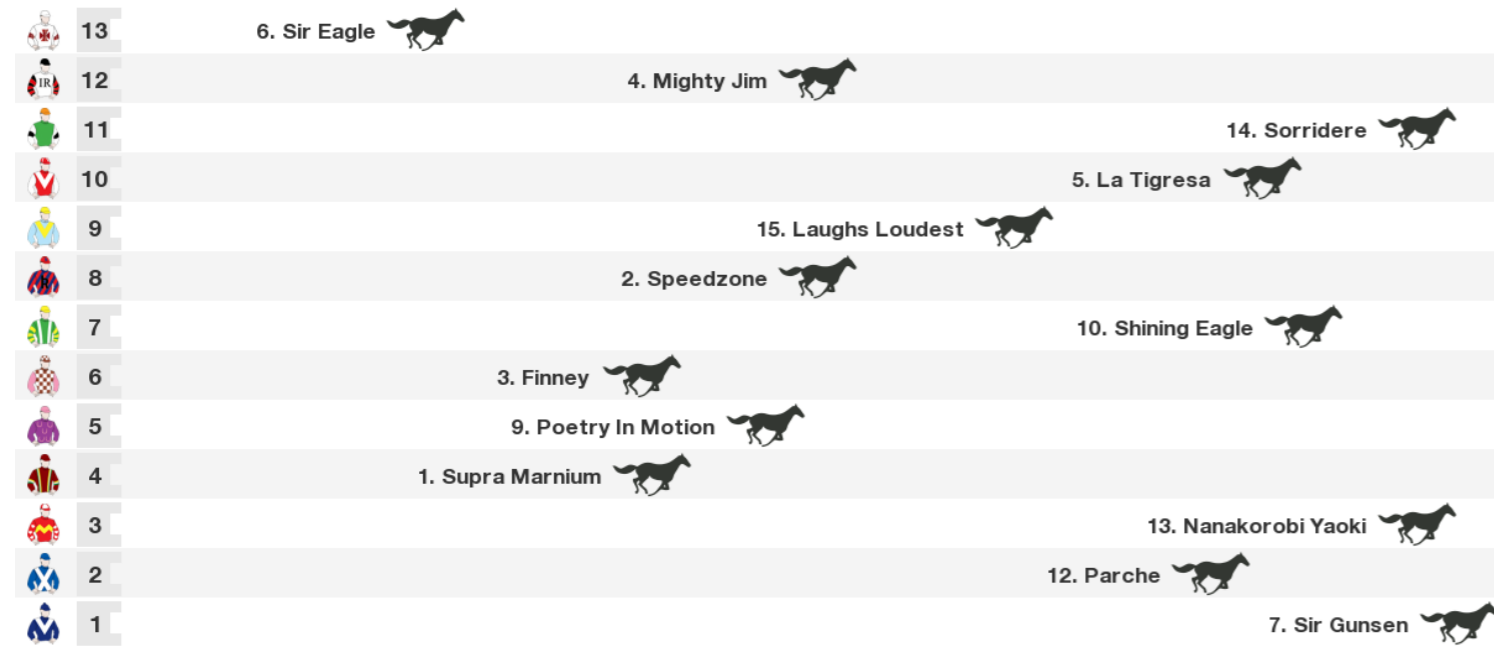 13 6. Sir Eagle
IR 12 4. Mighty Jim
11 14. Sorridere
10 5. La Tigresa
9 15. Laughs Loudest
R 8 2. Speedzone
7 10. Shining Eagle
6 3. Finney
5 9. Poetry In Motion
4 1. Supra Marnium
3 13. Nanakorobi Yaoki
2 12. Parche
1 7. Sir Gunsen